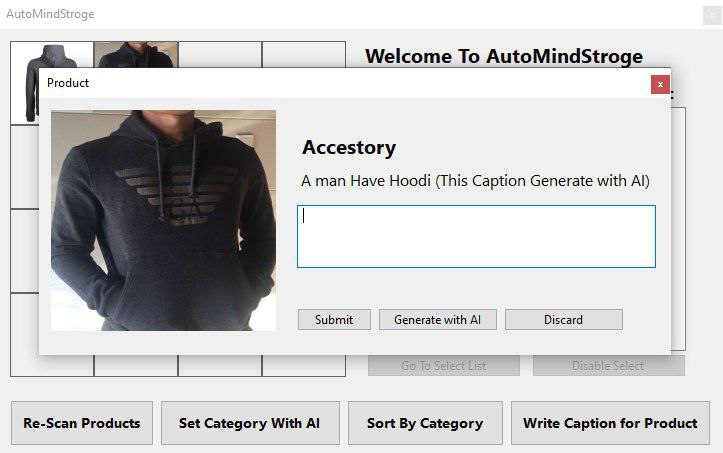 AutoMindStroge
x
Welcome To AutoMindStroge
Product
x
Accestory
A man Have Hoodi (This Caption Generate with AI)
Submit
Generate with AI
Discard
Go To Select List
Disable Select
Re-Scan Products
Set Category With AI
Sort By Category
Write Caption for Product